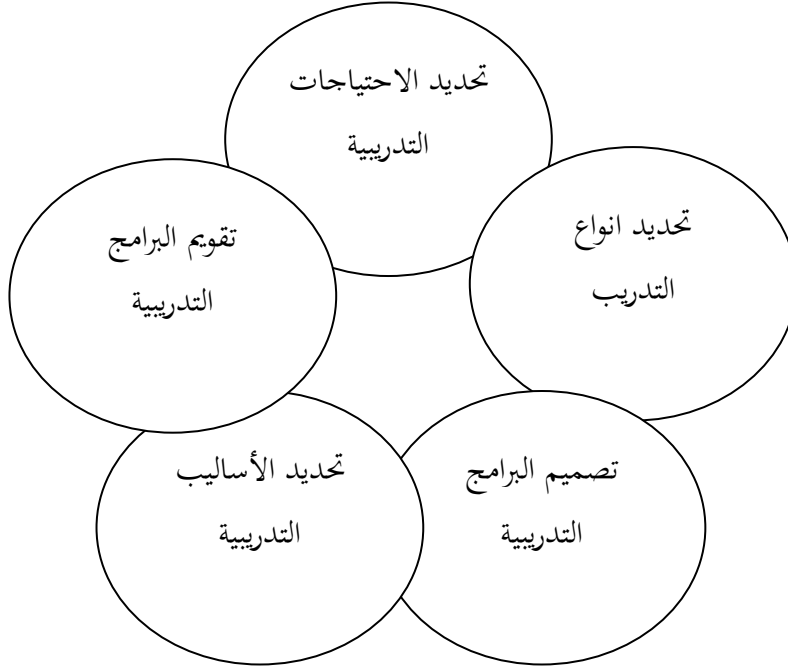 تحديد الاحتياجات
التدريبية
تحديد انواع
التدريب
تصميم البرامج
التدريبية
تحديد الأساليب
التدريبية
تقويم البرامج
التدريبية